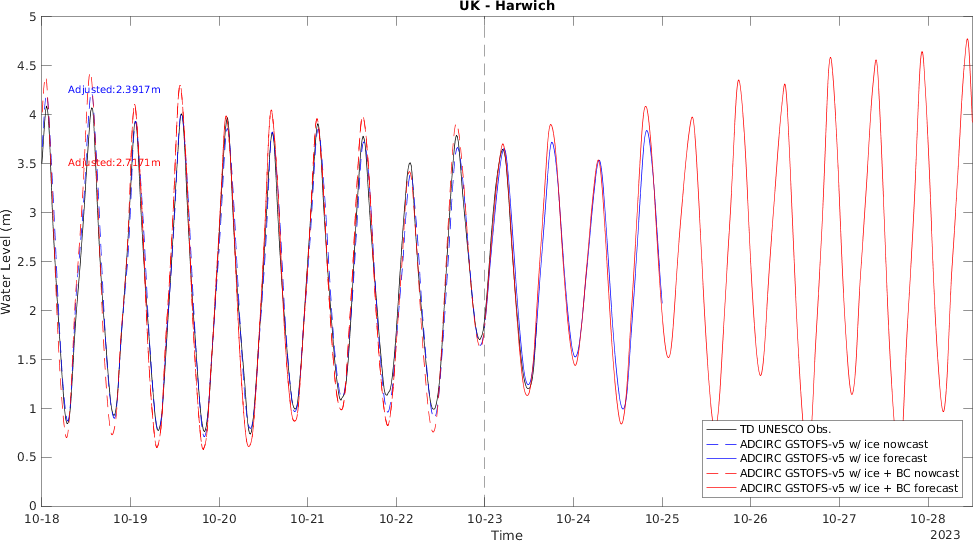 UK - Harwich
5
4.5
Adjusted:2.3917m
4
Adjusted:2.7171m
3.5
3
2.5
2
1.5
1
0.5
0
Water Level (m)
TD UNESCO Obs.
ADCIRC GSTOFS-v5 w/ ice nowcast
ADCIRC GSTOFS-v5 w/ ice forecast
ADCIRC GSTOFS-v5 w/ ice + BC nowcast
ADCIRC GSTOFS-v5 w/ ice + BC forecast
10-18 10-19 10-20 10-21 10-22 10-23 10-24 10-25 10-26 10-27 10-28
2023
Time